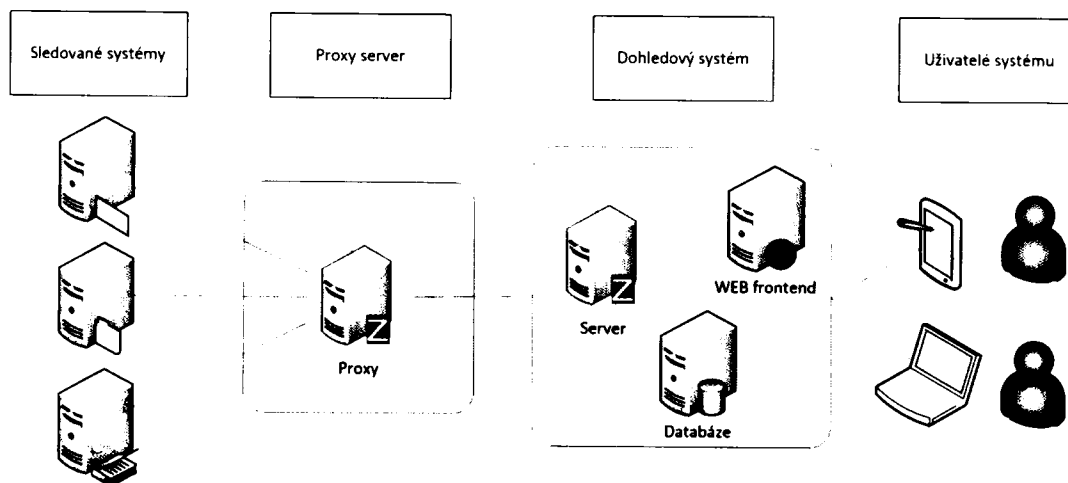 Sledované systémy
Proxy server
Dohledový systém
Uživatelé systému
Z
Proxy
Z
Server
WEB frontend
Databáze